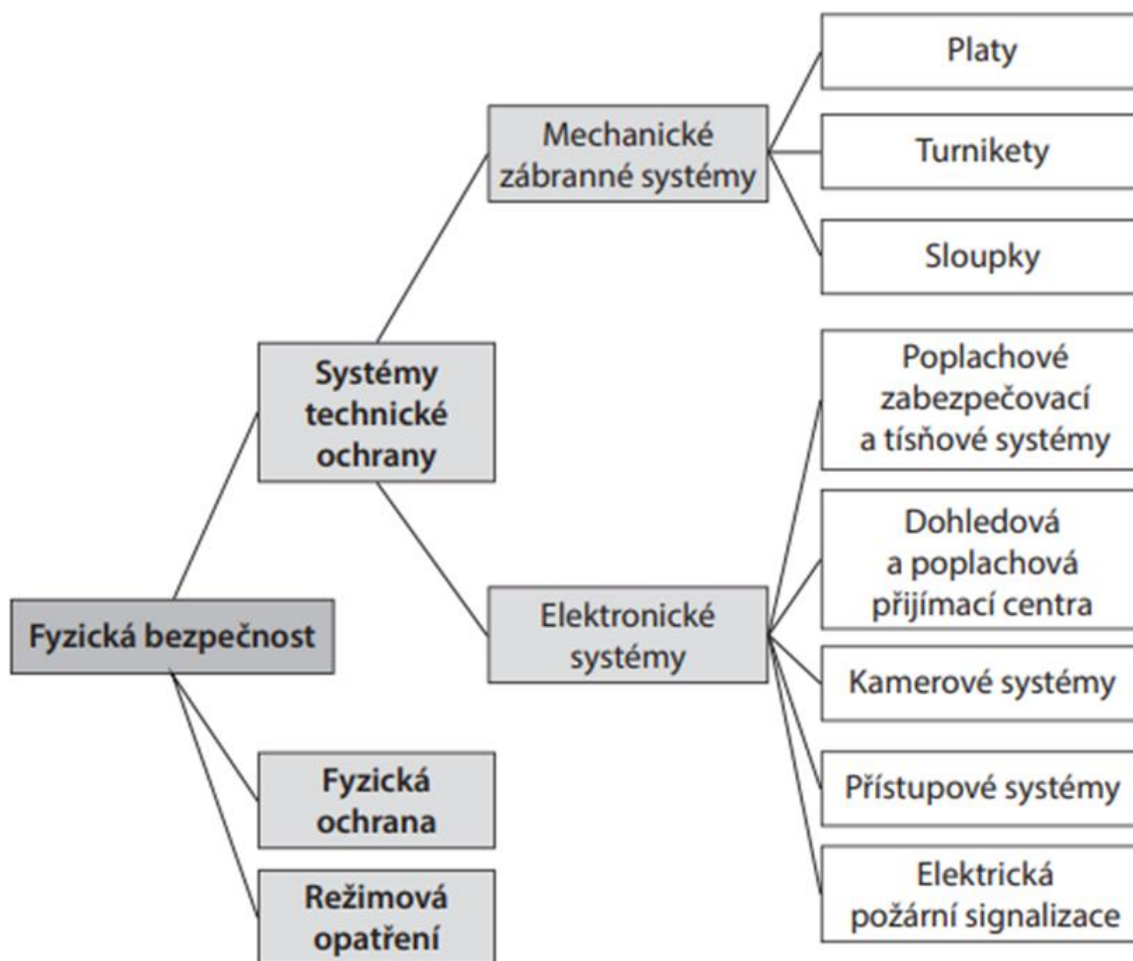 Platy
Mechanické
zábranné systémy
Turnikety
Sloupky
Systémy
technické
ochrany
Poplachové
zabezpečovací
a tísňové systémy
Dohledová
a poplachová
přijímací centra
Fyzická bezpečnost
Elektronické
systémy
Kamerové systémy
Fyzická
ochrana
Přístupové systémy
Režimová
opatření
Elektrická
požární signalizace